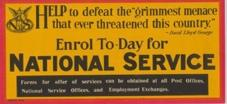 HELP to defeat the "grimmest menace
that ever threatened this country."
— David Lloyd George
Enrol To-Day for
NATIONAL SERVICE
Forms for offer of services can be obtained at all Post Offices,
National Service Offices, and Employment Exchanges.